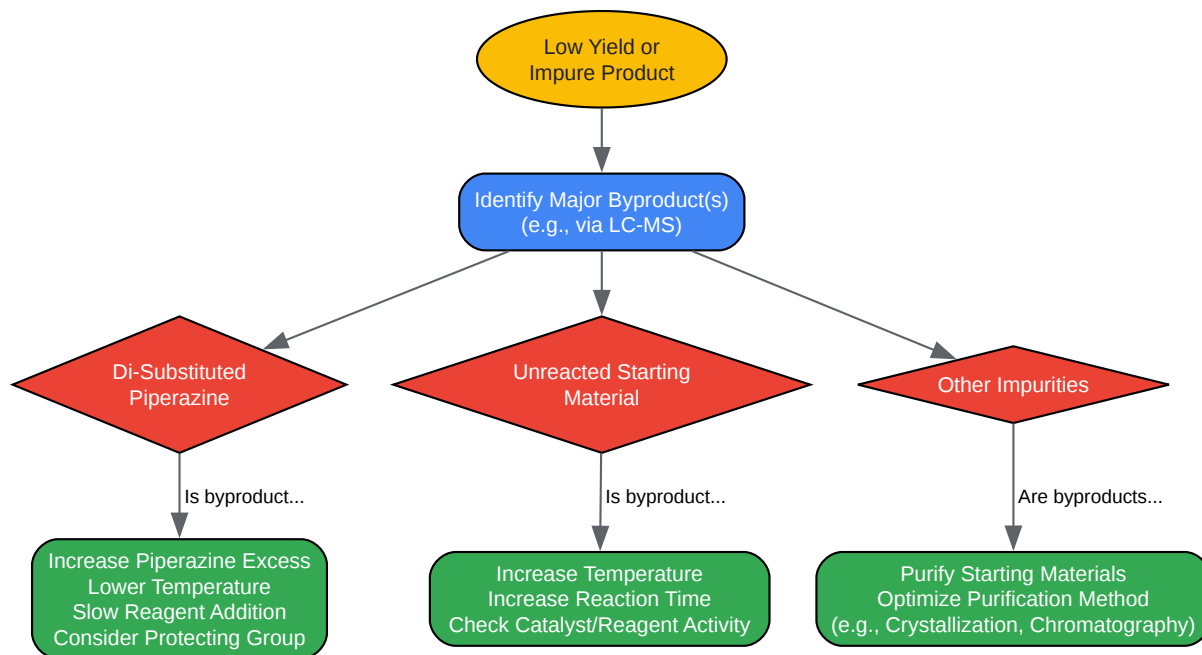 Low Yield or
Impure Product
Identify Major Byproduct(s)
(e.g., via LC-MS)
Di-Substituted
Piperazine
Unreacted Starting
Material
Other Impurities
Is byproduct...
Is byproduct...
Are byproducts...
Increase Piperazine Excess
Lower Temperature
Slow Reagent Addition
Consider Protecting Group
Increase Temperature
Increase Reaction Time
Check Catalyst/Reagent Activity
Purify Starting Materials
Optimize Purification Method
(e.g., Crystallization, Chromatography)